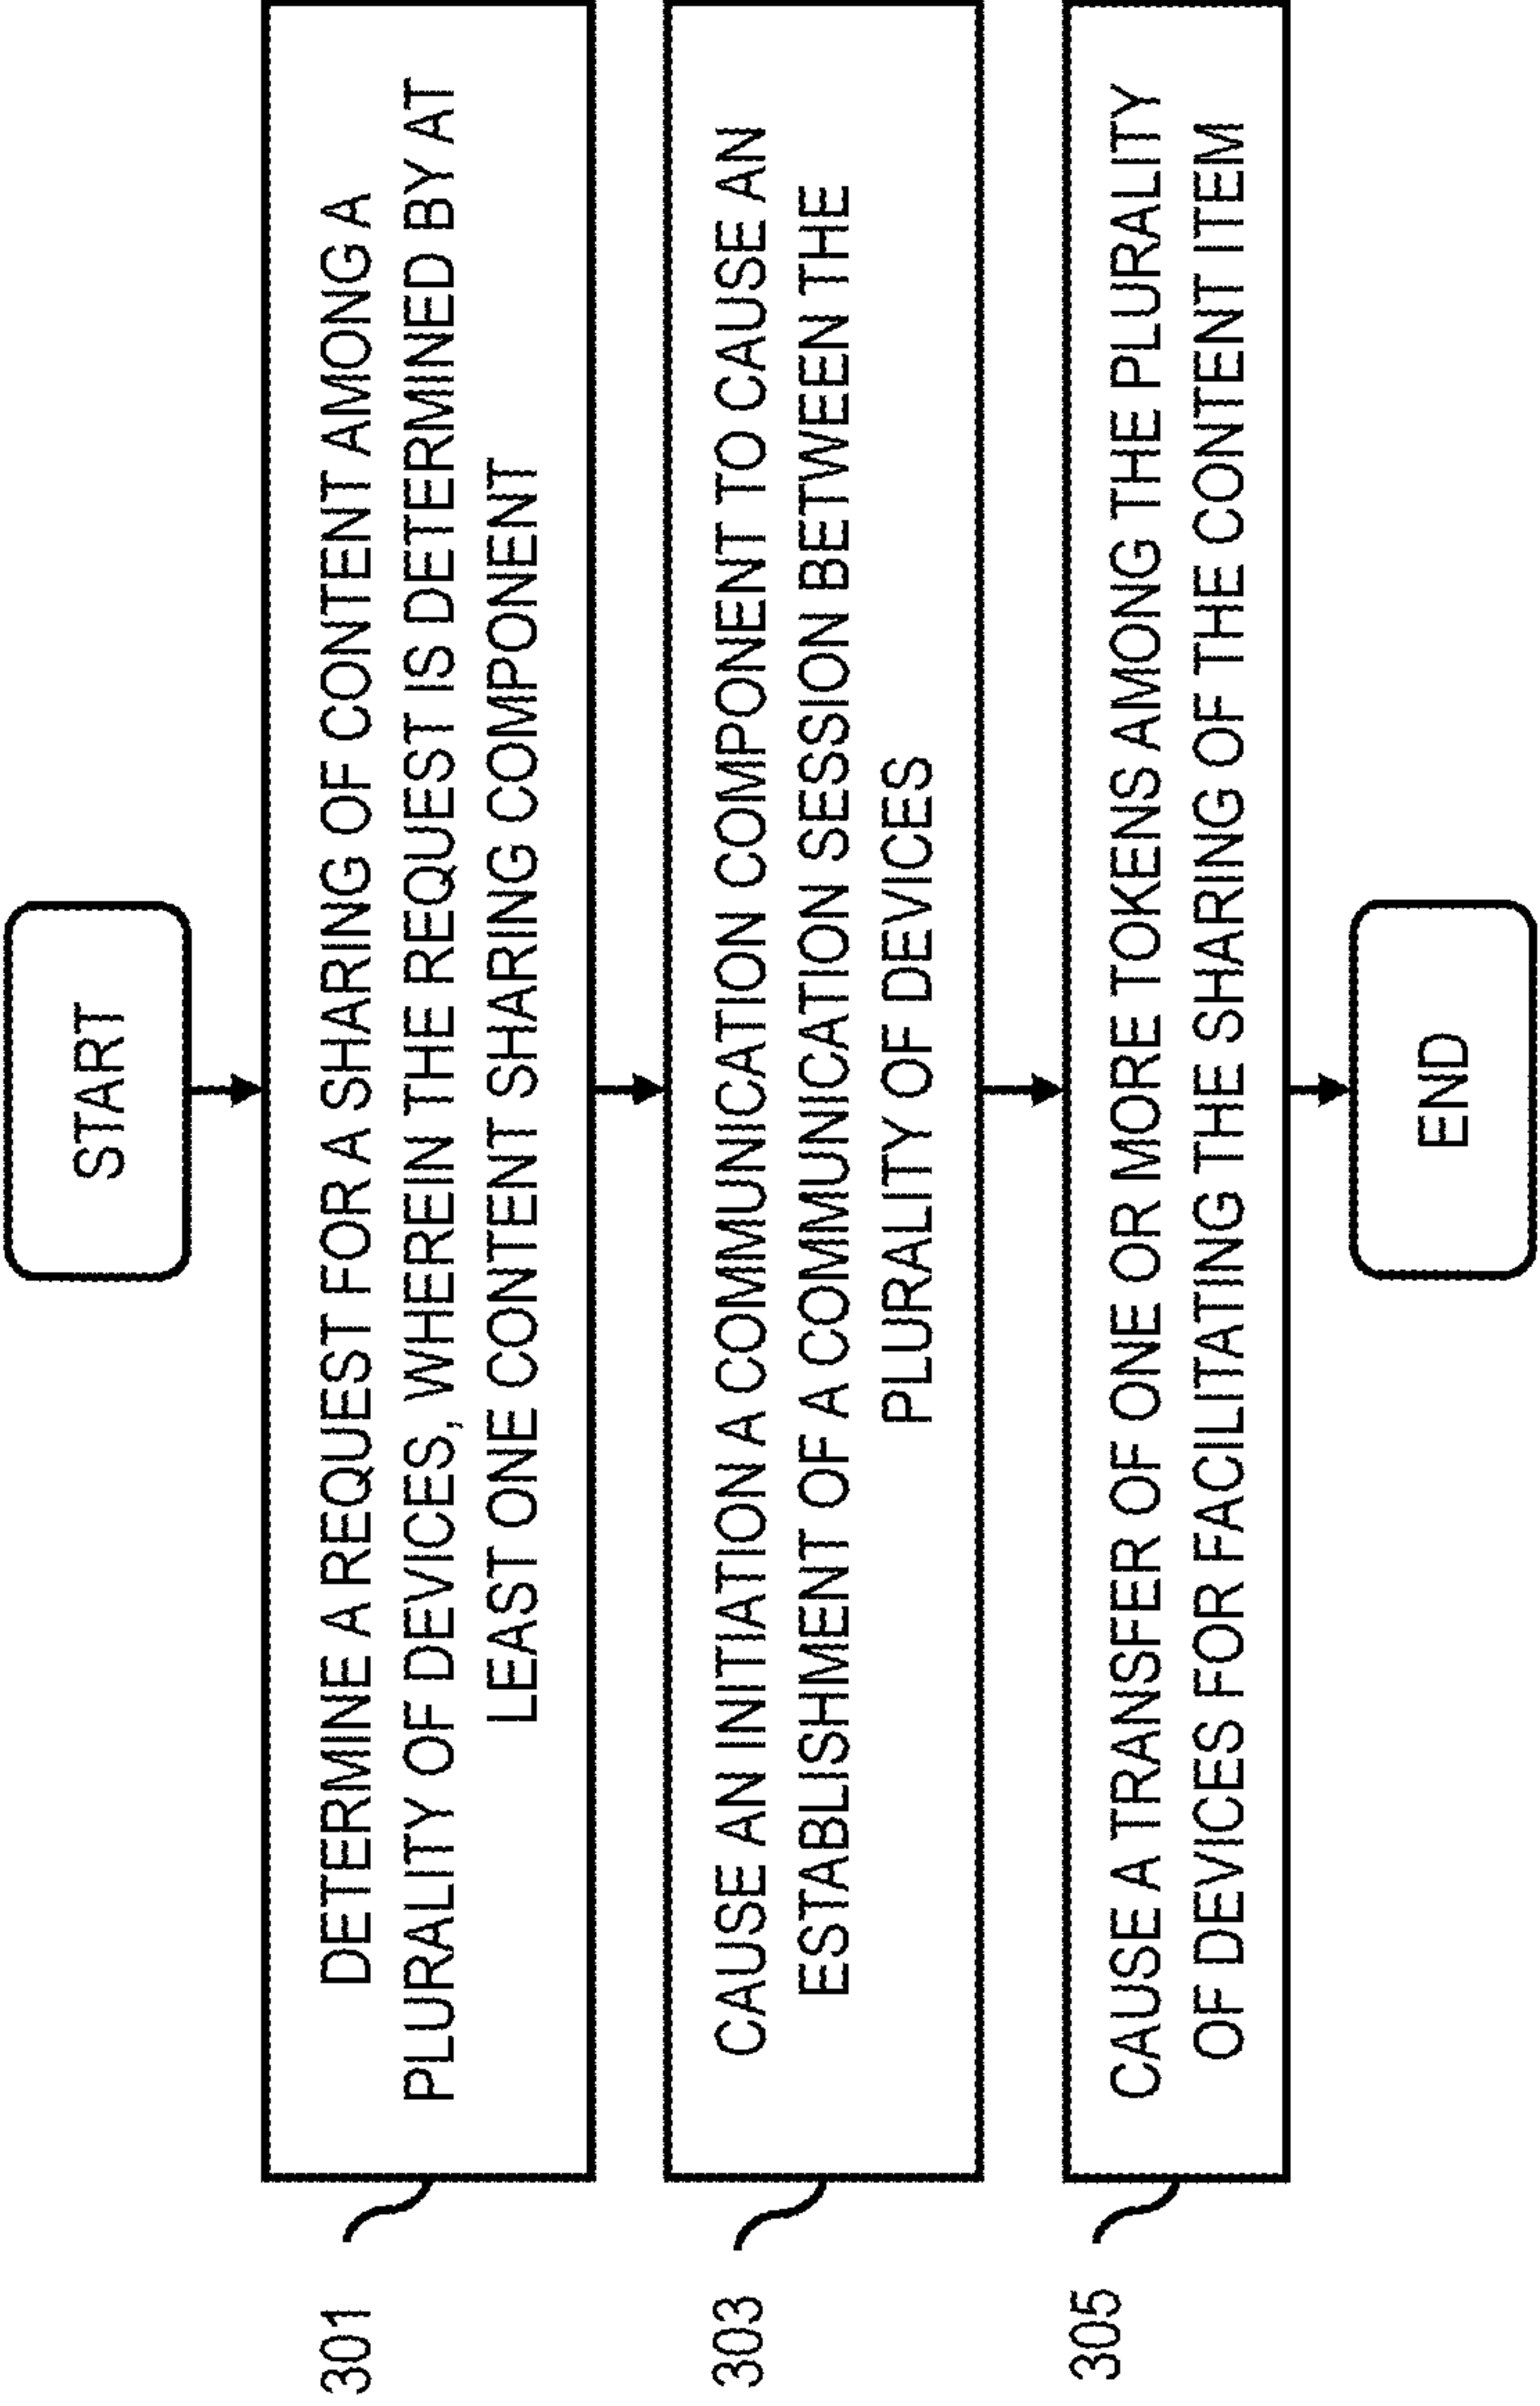 START
301
DETERMINE A REQUEST FOR A SHARING OF CONTENT AMONG A
PLURALITY OF DEVICES, WHEREIN THE REQUEST IS DETERMINED BY AT
LEAST ONE CONTENT SHARING COMPONENT
303
CAUSE AN INITIATION A COMMUNICATION COMPONENT TO CAUSE AN
ESTABLISHMENT OF A COMMUNICATION SESSION BETWEEN THE
PLURALITY OF DEVICES
305
CAUSE A TRANSFER OF ONE OR MORE TOKENS AMONG THE PLURALITY
OF DEVICES FOR FACILITATING THE SHARING OF THE CONTENT ITEM
END